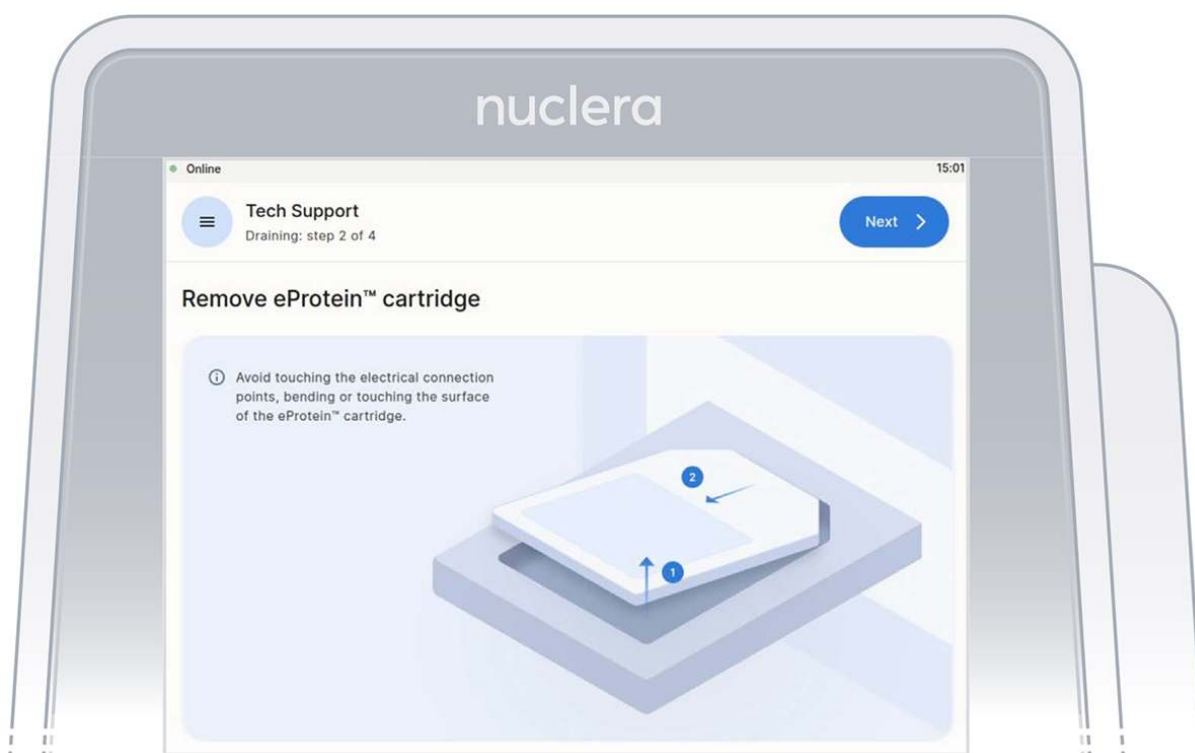 nuclera
Online
15:01
Tech Support
Draining: step 2 of 4
Next
Remove eProtein™ cartridge
Avoid touching the electrical connection
points, bending or touching the surface
of the eProtein™ cartridge.
2
1